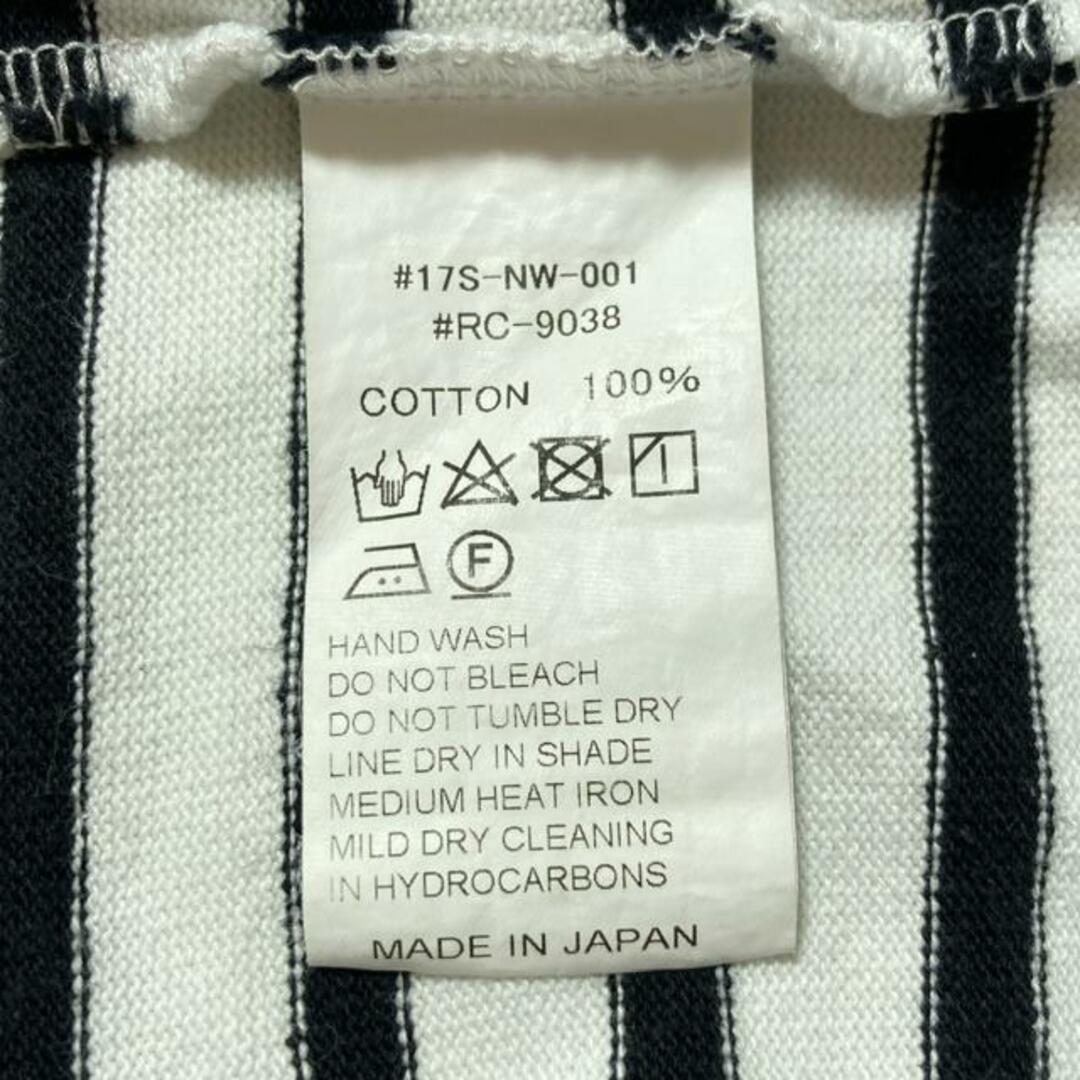 #17S-NW-001
#RC-9038
COTTON 100%
F
HAND WASH
DO NOT BLEACH
DO NOT TUMBLE DRY
LINE DRY IN SHADE
MEDIUM HEAT IRON
MILD DRY CLEANING
IN HYDROCARBONS
MADE IN JAPAN